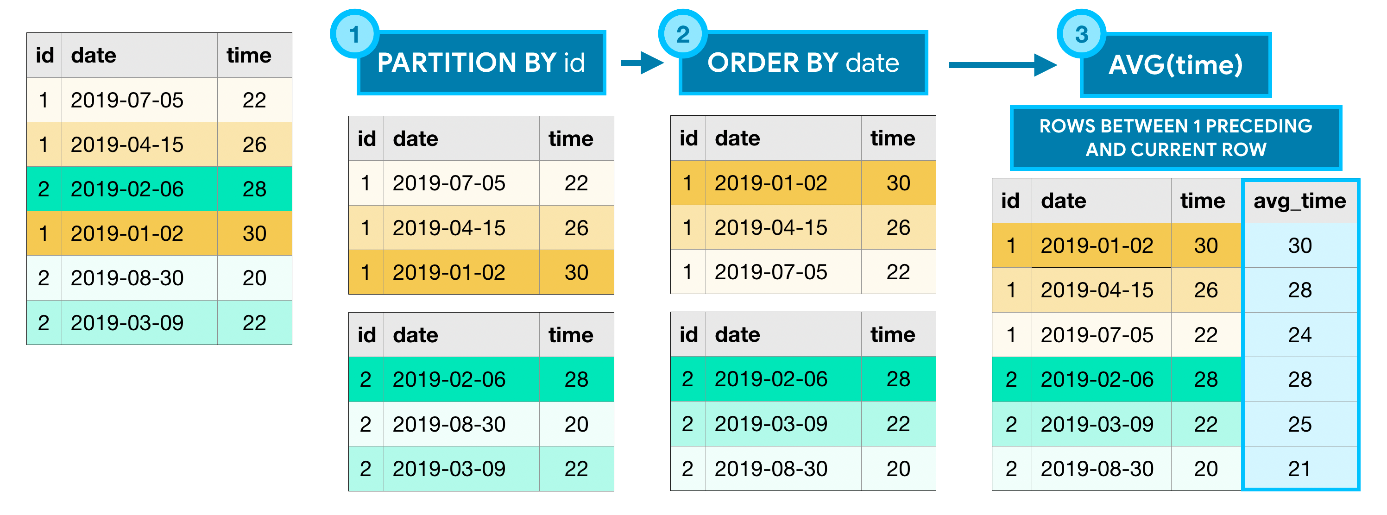 id date time
1 2019-07-05 22
1 2019-04-15 26
2 2019-02-06 28
1 2019-01-02 30
2 2019-08-30 20
2 2019-03-09 22
1
PARTITION BY id
id date time
1 2019-07-05 22
1 2019-04-15 26
1 2019-01-02 30
id date time
2 2019-02-06 28
2 2019-08-30 20
2 2019-03-09 22
2
ORDER BY date
id date time
1 2019-01-02 30
1 2019-04-15 26
1 2019-07-05 22
id date time
2 2019-02-06 28
2 2019-03-09 22
2 2019-08-30 20
3
AVG(time)
ROWS BETWEEN 1 PRECEDING
AND CURRENT ROW
id date time avg_time
1 2019-01-02 30 30
1 2019-04-15 26 28
1 2019-07-05 22 24
2 2019-02-06 28 28
2 2019-03-09 22 25
2 2019-08-30 20 21